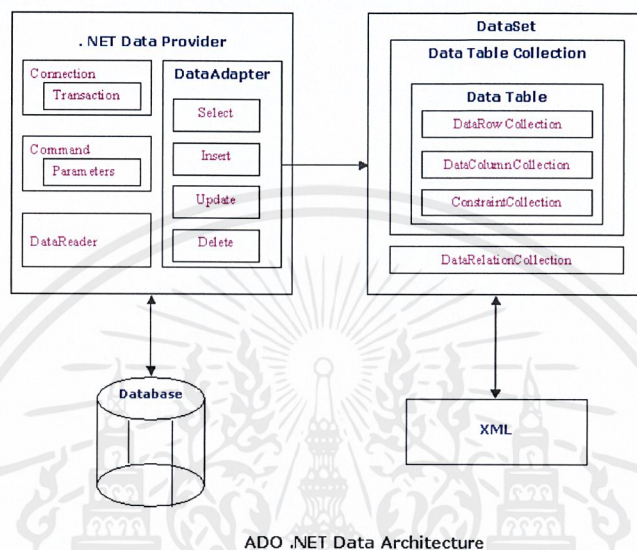 . NET Data Provider
Connection
Transaction
Command
Parameters
DataReader
DataAdapter
Select
Insert
Update
Delete
DataSet
Data Table Collection
Data Table
DataRowCollection
DataColumnCollection
ConstraintCollection
DataRelationCollection
Database
XML
ADO .NET Data Architecture